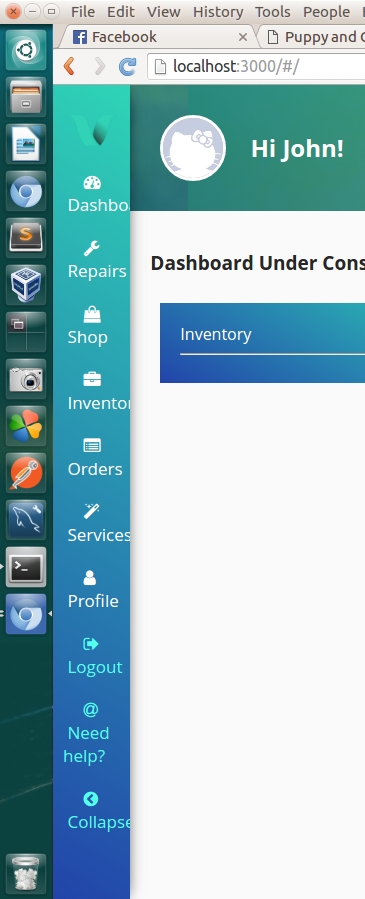 File Edit View History Tools People
Facebook
Puppy and
localhost:3000/#/
Hi John!
Dashbo
Repairs
Shop
Inventor
Orders
Services
Profile
Logout
Need
help?
Collapse
Dashboard Under Cons
Inventory